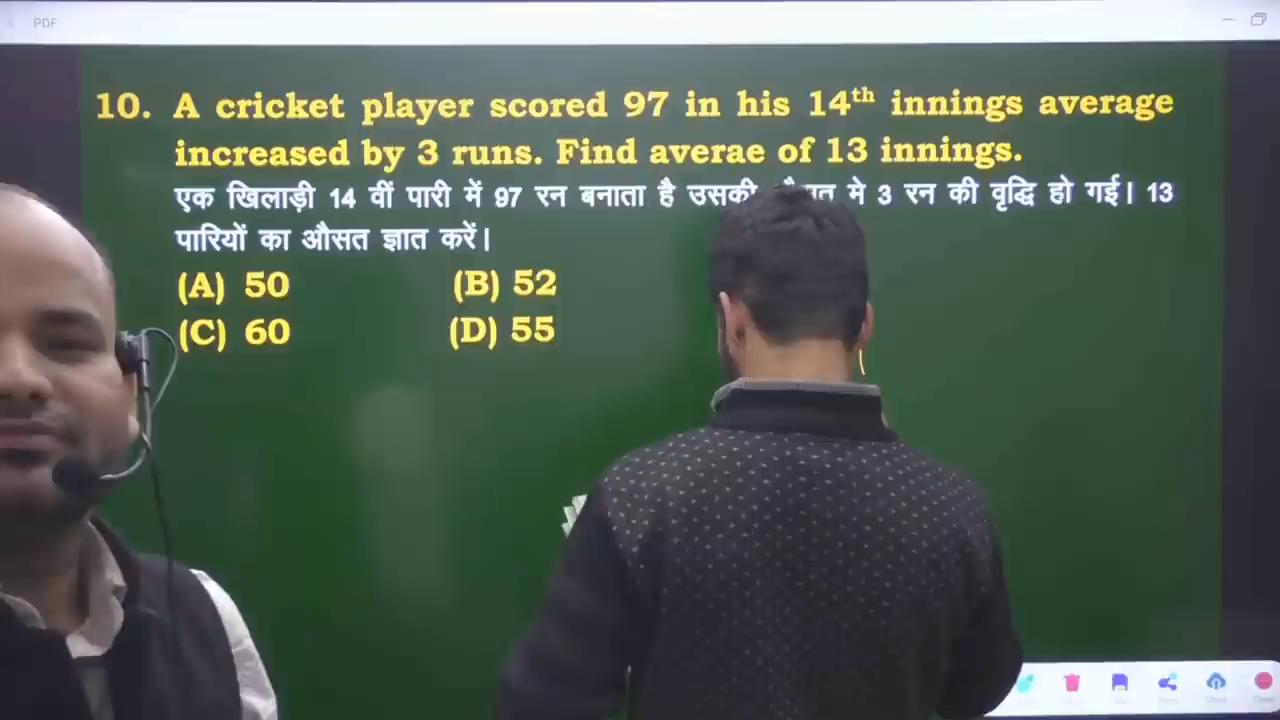 PDF
10. A cricket player scored 97 in his 14th innings average
increased by 3 runs. Find averae of 13 innings.
एक खिलाड़ी 14 वीं पारी में 97 रन बनाता है उसकी मे 3 रन की वृद्धि हो गई। 13
पारियों का औसत ज्ञात करें।
(A) 50 (B) 52
(C) 60 (D) 55